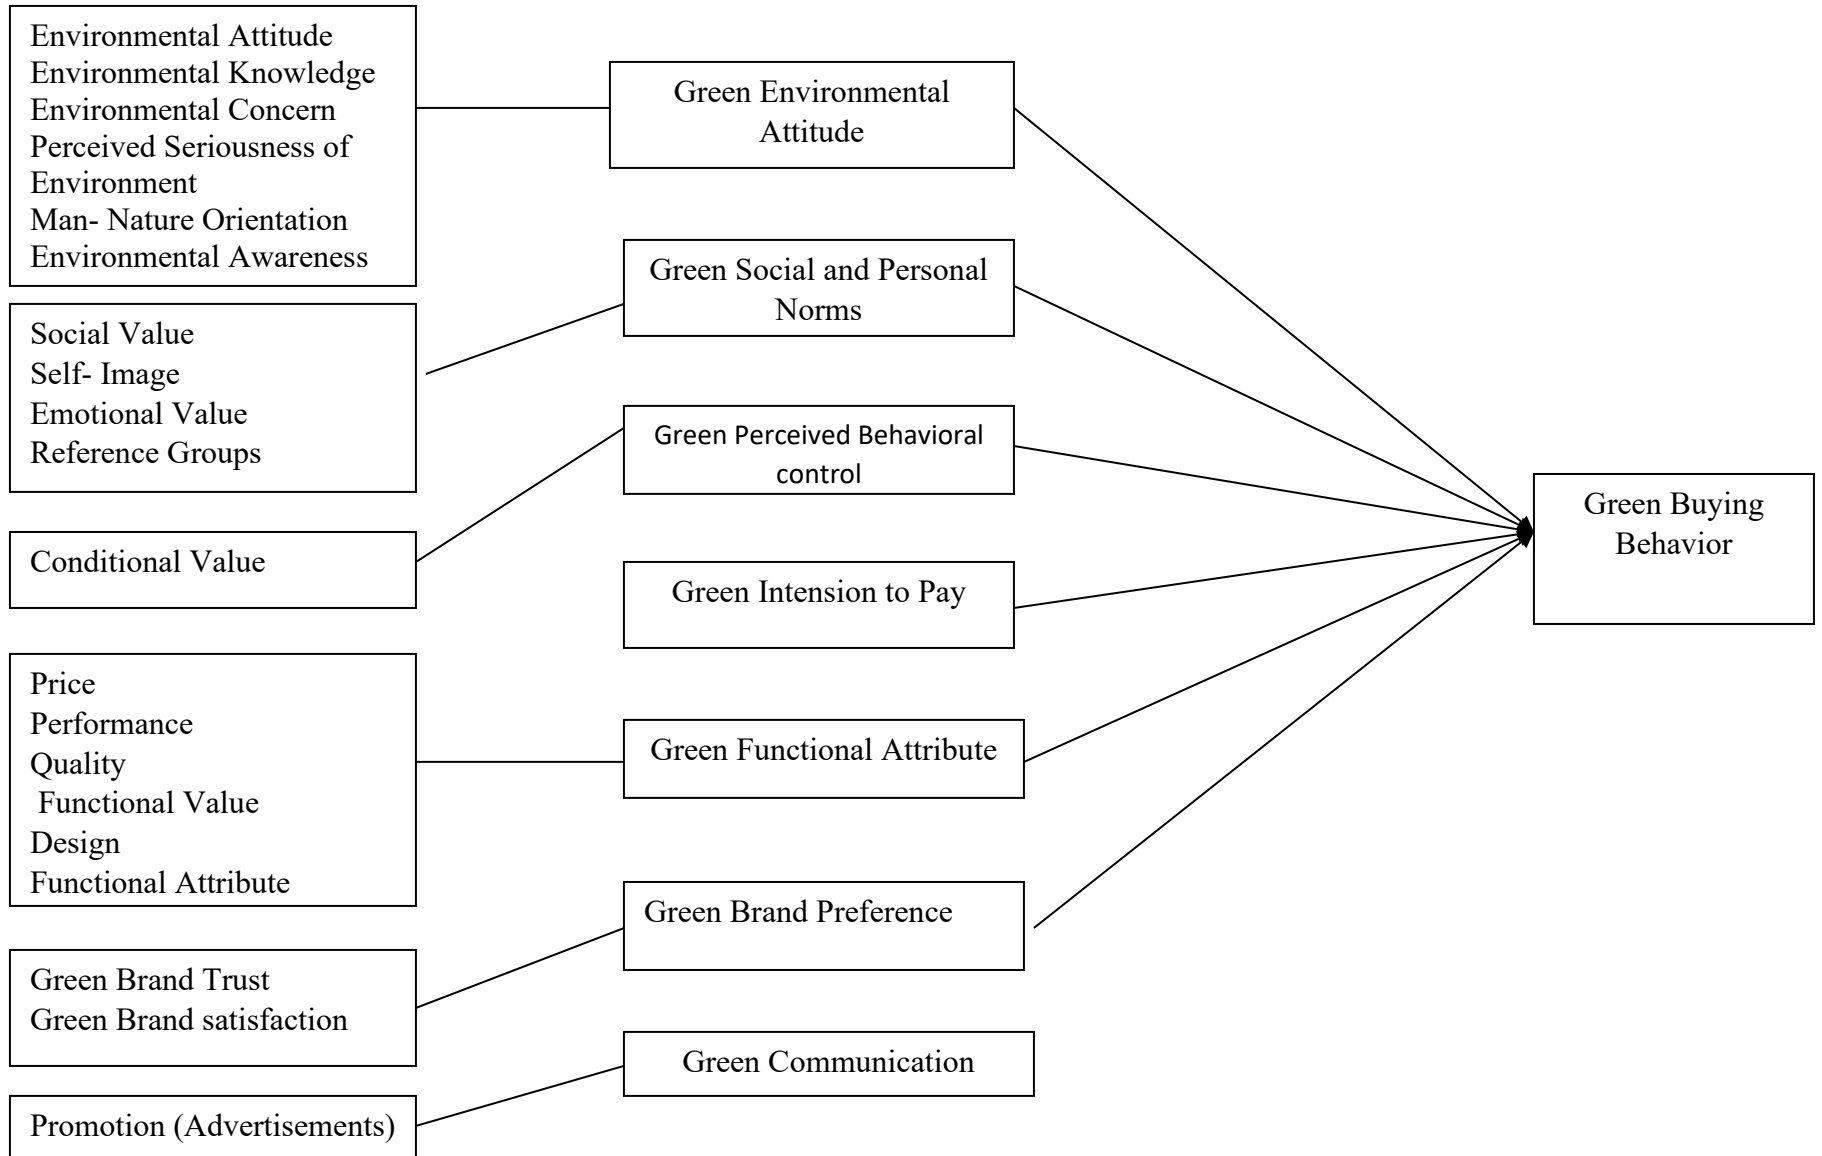 Environmental Attitude
Environmental Knowledge
Environmental Concern
Perceived Seriousness of
Environment
Man- Nature Orientation
Environmental Awareness
Social Value
Self- Image
Emotional Value
Reference Groups
Conditional Value
Price
Performance
Quality
Functional Value
Design
Functional Attribute
Green Brand Trust
Green Brand satisfaction
Promotion (Advertisements)
Green Environmental
Attitude
Green Social and Personal
Norms
Green Perceived Behavioral
control
Green Intension to Pay
Green Functional Attribute
Green Brand Preference
Green Communication
Green Buying
Behavior